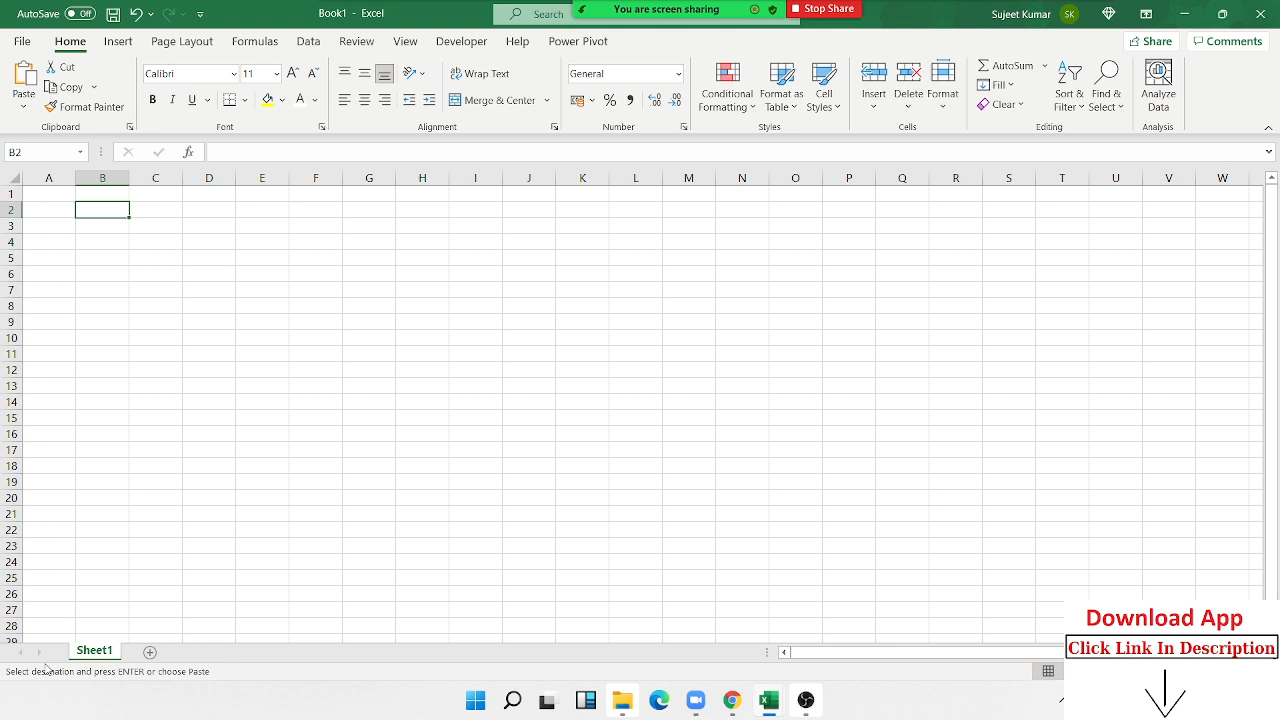 AutoSave Off Book1 - Excel Search You are screen sharing Stop Share Sujeet Kumar SK
File Home Insert Page Layout Formulas Data Review View Developer Help Power Pivot Share Comments
Paste Cut Copy Format Painter Clipboard
Calibri 11 B I U A Font
Wrap Text Merge & Center Alignment
General % , Number
Conditional Formatting Format as Table Cell Styles Styles
Insert Delete Format Cells
AutoSum Fill Clear Sort & Filter Find & Select Editing
Analyze Data Analysis
B2 fx
A B C D E F G H I J K L M N O P Q R S T U V W
1
2
3
4
5
6
7
8
9
10
11
12
13
14
15
16
17
18
19
20
21
22
23
24
25
26
27
28
29
Sheet1
Select destination and press ENTER or choose Paste
Download App
Click Link In Description